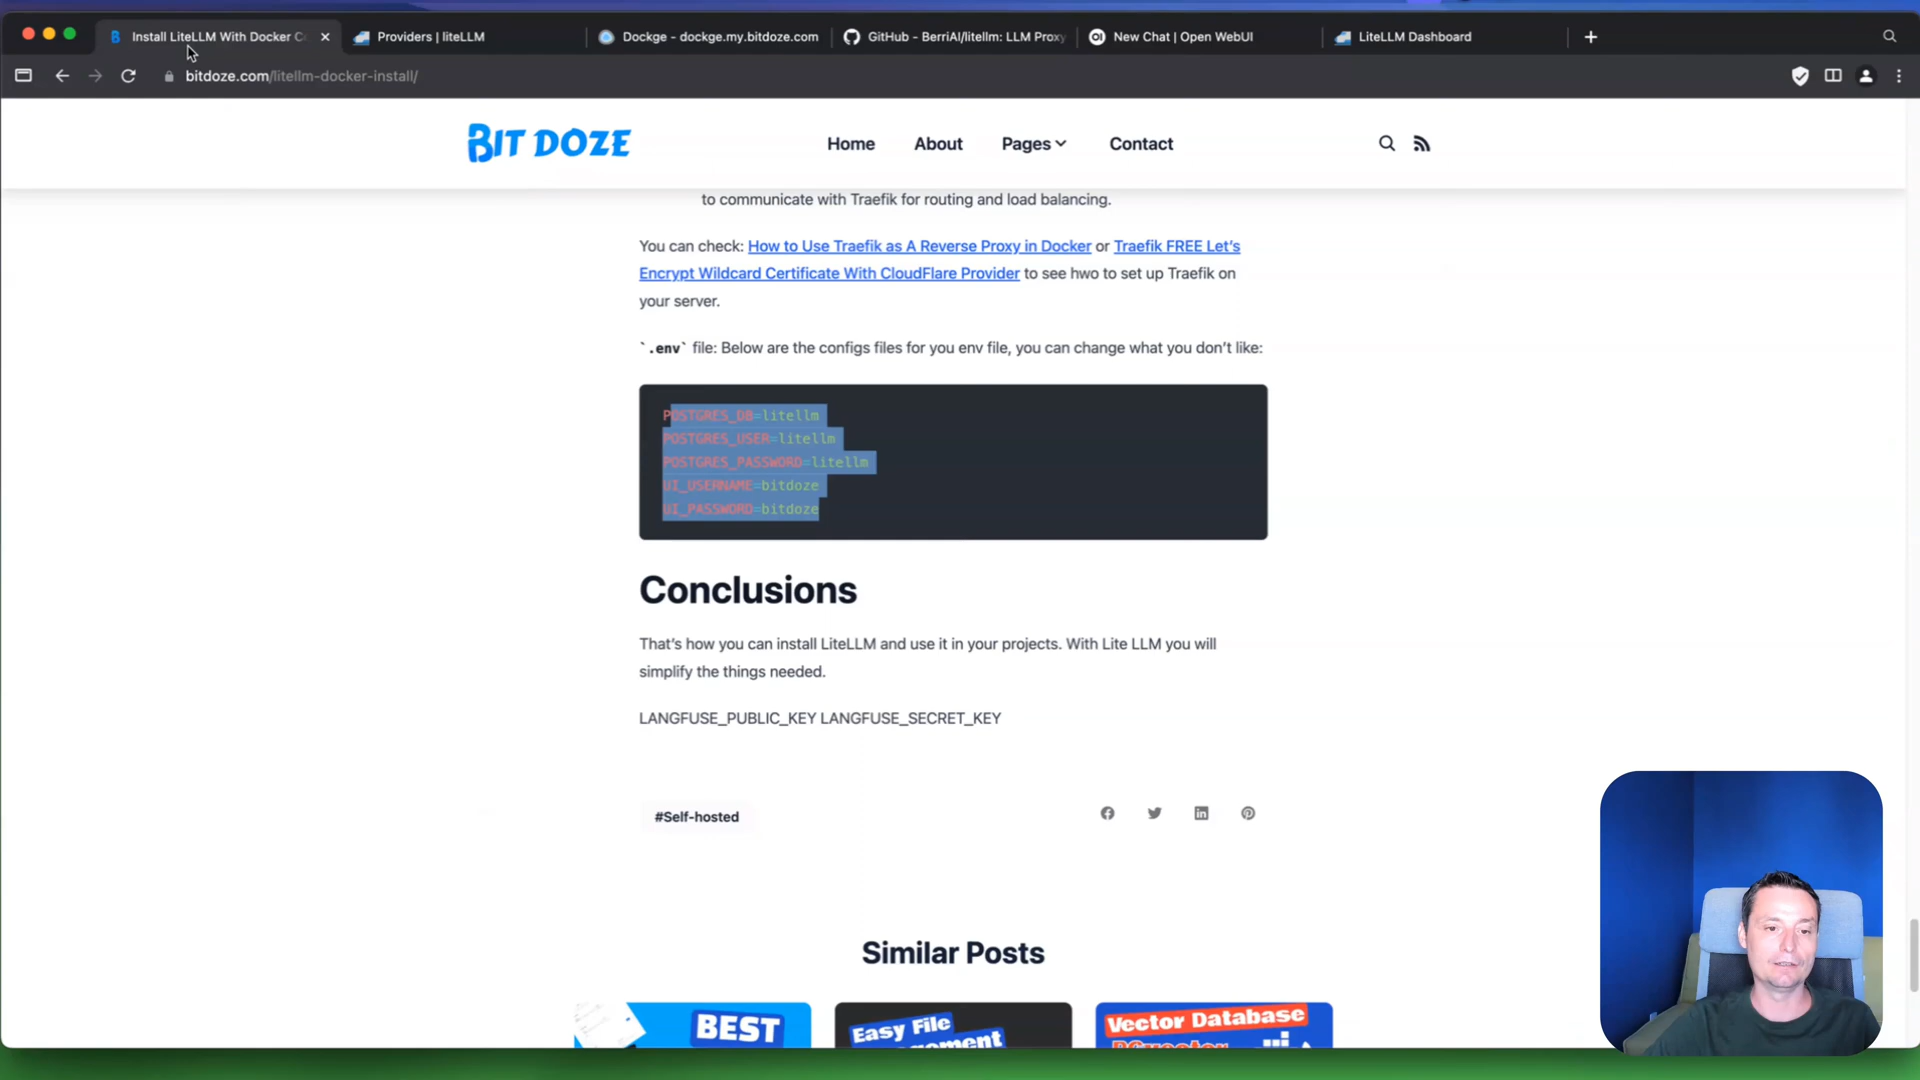 Install LiteLLM With Docker C
Providers | liteLLM
Dockge - dockge.my.bitdoze.com
GitHub - BerriAI/litellm: LLM Proxy
New Chat | Open WebUI
LiteLLM Dashboard
bitdoze.com/litellm-docker-install/
BIT DOZE
Home
About
Pages
Contact
to communicate with Traefik for routing and load balancing.
You can check: How to Use Traefik as A Reverse Proxy in Docker or Traefik FREE Let's
Encrypt Wildcard Certificate With CloudFlare Provider to see hwo to set up Traefik on
your server.
`.env` file: Below are the configs files for you env file, you can change what you don't like:
POSTGRES_DB=litellm
POSTGRES_USER=litellm
POSTGRES_PASSWORD=litellm
UI_USERNAME=bitdoze
UI_PASSWORD=bitdoze
Conclusions
That's how you can install LiteLLM and use it in your projects. With Lite LLM you will
simplify the things needed.
LANGFUSE_PUBLIC_KEY LANGFUSE_SECRET_KEY
#Self-hosted
Similar Posts
BEST
Easy File
Vector Database